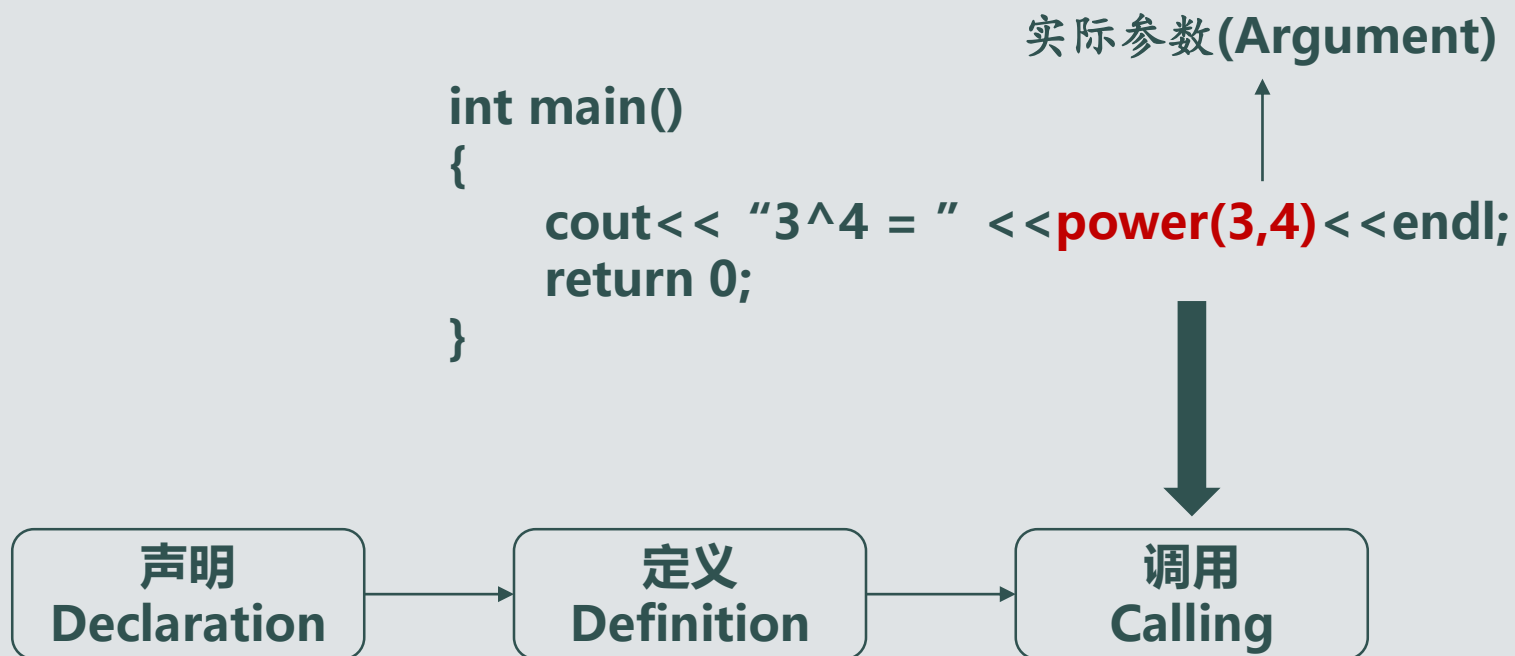 实际参数(Argument)
int main()
{
cout<< “3^4 = ” <<power(3,4)<<endl;
return 0;
}
声明
Declaration
定义
Definition
调用
Calling